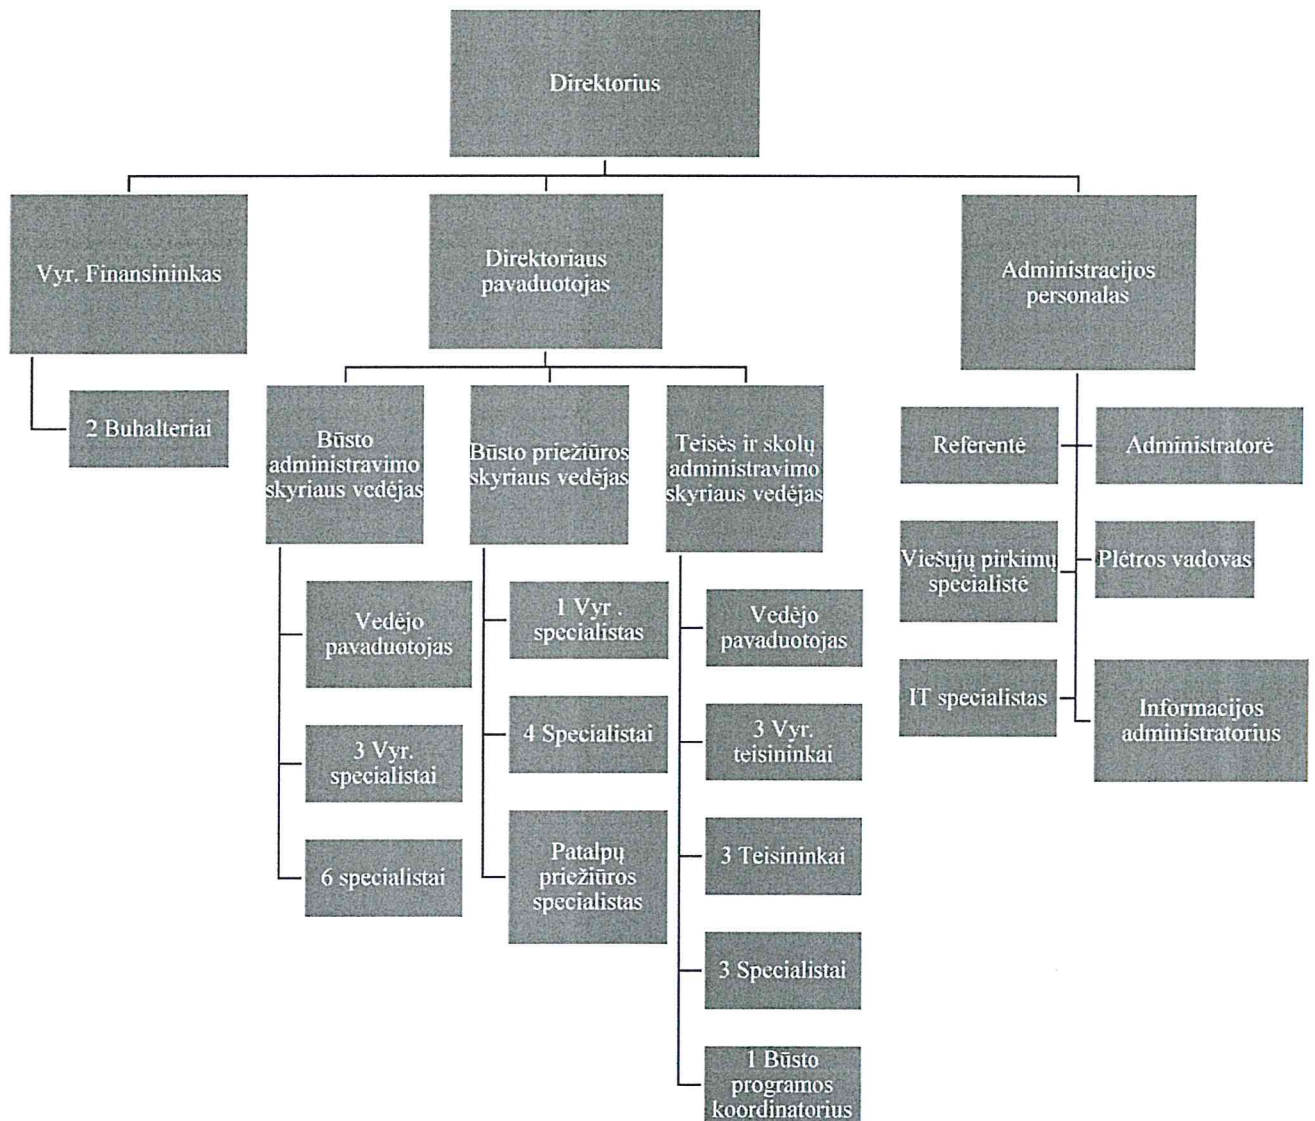 Direktorius
Vyr. Finansininkas
2 Buhalteriai
Direktoriaus
pavaduotojas
Būsto
administravimo
skyriaus vedėjas
Vedėjo
pavaduotojas
3 Vyr.
specialistai
6 specialistai
Būsto priežiūros
skyriaus vedėjas
1 Vyr .
specialistas
4 Specialistai
Patalpų
priežiūros
specialistas
Teisės ir skolų
administravimo
skyriaus vedėjas
Vedėjo
pavaduotojas
3 Vyr.
teisininkai
3 Teisininkai
3 Specialistai
1 Būsto
programos
koordinatorius
Administracijos
personalas
Referentė
Administratorė
Viešųjų pirkimų
specialistė
Plėtros vadovas
IT specialistas
Informacijos
administratorius